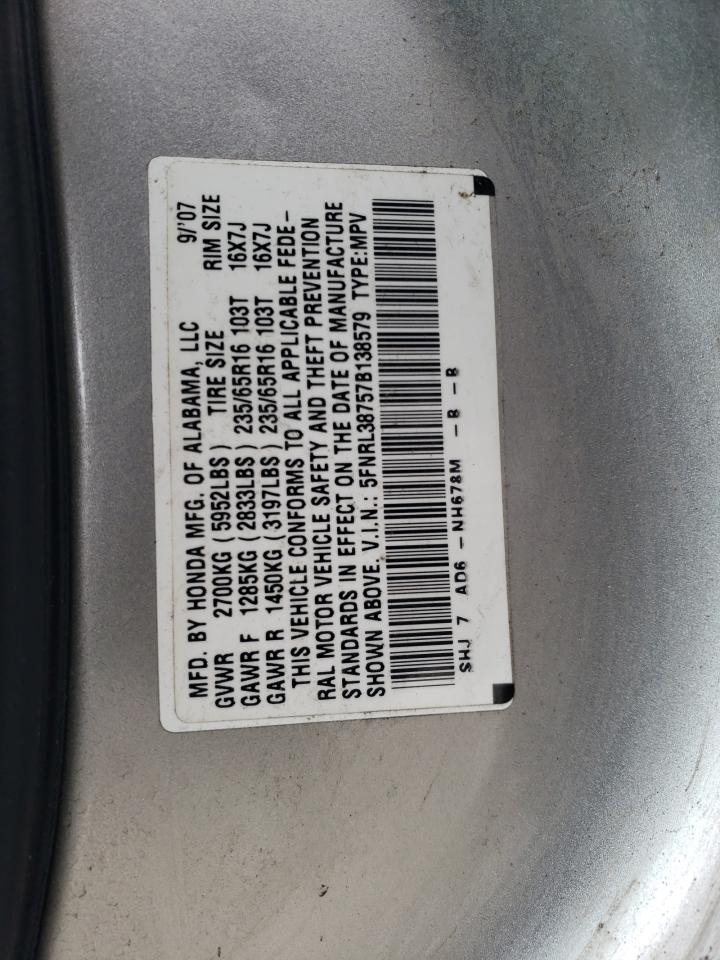 MFD. BY HONDA MFG. OF ALABAMA, LLC 9/'07
GVWR 2700KG (5952LBS) TIRE SIZE RIM SIZE
GAWR F 1285KG (2833LBS) 235/65R16 103T 16X7J
GAWR R 1450KG (3197LBS) 235/65R16 103T 16X7J
THIS VEHICLE CONFORMS TO ALL APPLICABLE FEDE-
RAL MOTOR VEHICLE SAFETY AND THEFT PREVENTION
STANDARDS IN EFFECT ON THE DATE OF MANUFACTURE
SHOWN ABOVE. V.I.N.: 5FNRL38757B138579 TYPE:MPV
SHJ 7 AD6 -NH678M -B -B